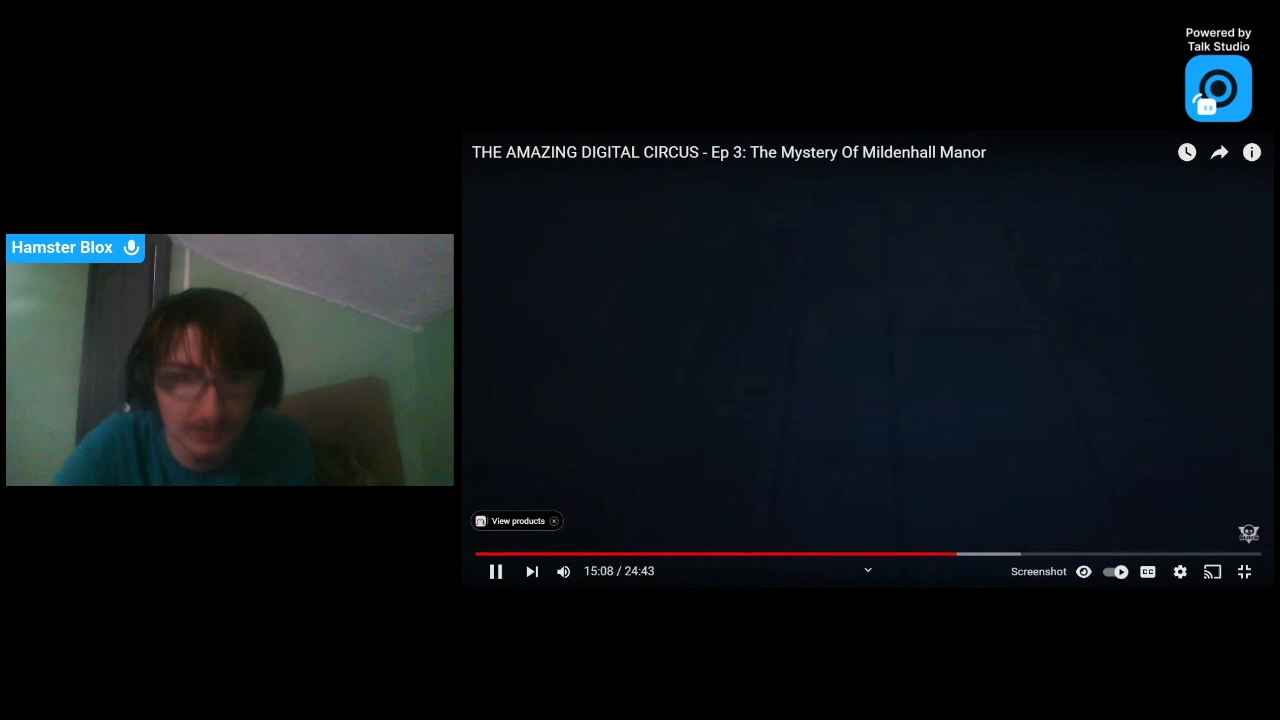 Powered by
Talk Studio
THE AMAZING DIGITAL CIRCUS - Ep 3: The Mystery Of Mildenhall Manor
Hamster Blox
View products
15:08 / 24:43
Screenshot
CC